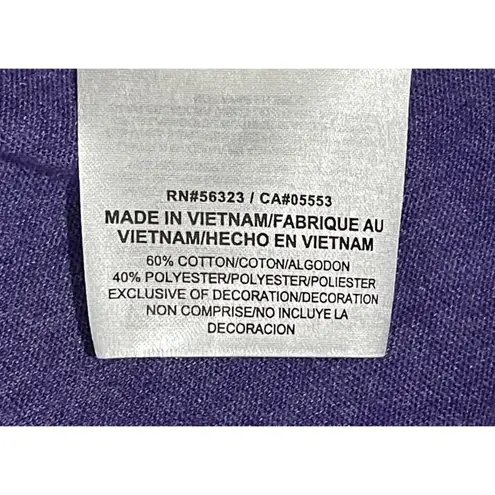 RN#56323 / CA#05553
MADE IN VIETNAM/FABRIQUE AU
VIETNAM/HECHO EN VIETNAM
60% COTTON/COTON/ALGODON
40% POLYESTER/POLYESTER/POLIESTER
EXCLUSIVE OF DECORATION/DECORATION
NON COMPRISE/NO INCLUYE LA
DECORACION